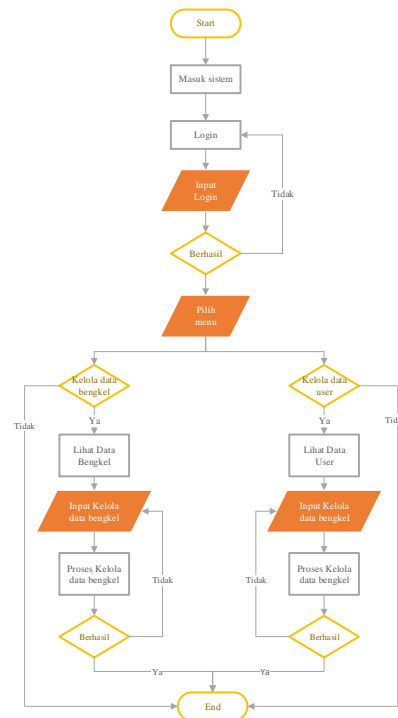 Start
Masuk sistem
Login
Input
Login
Tidak
Berhasil
Pilih
menu
Kelola data
bengkel
Kelola data
user
Tidak
Ya
Ya
Tid
Lihat Data
Bengkel
Lihat Data
User
Input Kelola
data bengkel
Input Kelola
data bengkel
Proses Kelola
data bengkel
Tidak
Tidak
Proses Kelola
data bengkel
Berhasil
Berhasil
Ya
Ya
End